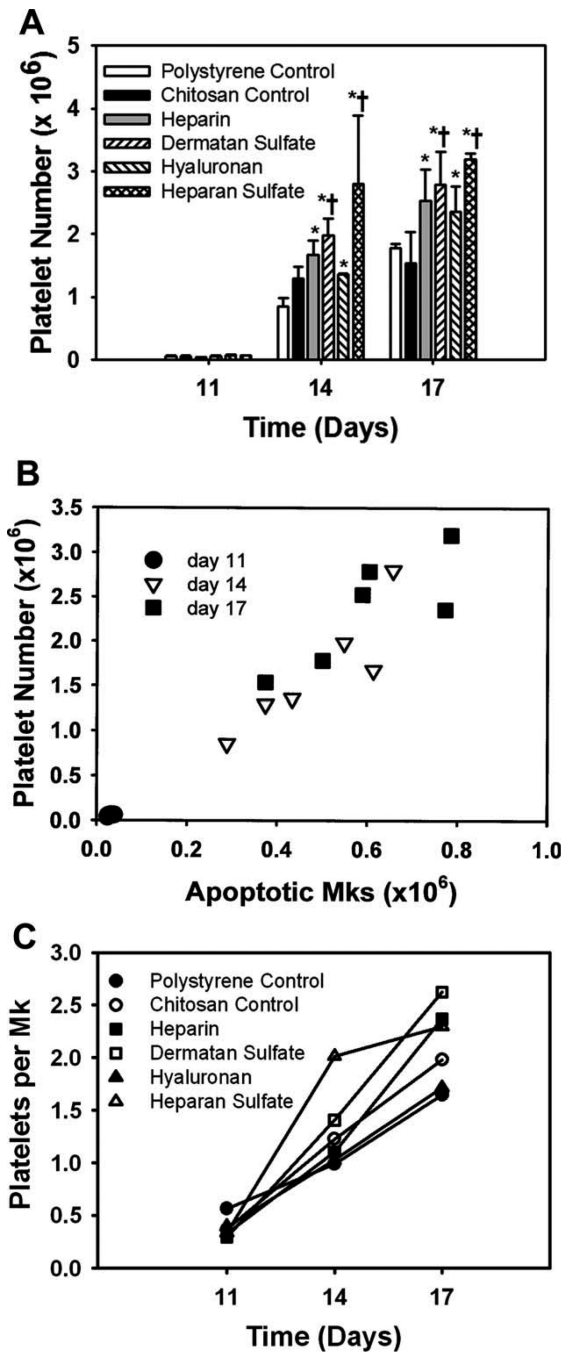 A
Platelet Number (x 10⁶)
5
4
3
2
1
0
Polystyrene Control
Chitosan Control
Heparin
Dermatan Sulfate
Hyaluronan
Heparan Sulfate
* *† * *†
* *† * *†
11 14 17
Time (Days)
B
Platelet Number (x10⁶)
3.5
3.0
2.5
2.0
1.5
1.0
0.5
0.0
day 11
day 14
day 17
0.0 0.2 0.4 0.6 0.8 1.0
Apoptotic Mks (x10⁶)
C
Platelets per Mk
3.0
2.5
2.0
1.5
1.0
0.5
0.0
Polystyrene Control
Chitosan Control
Heparin
Dermatan Sulfate
Hyaluronan
Heparan Sulfate
11 14 17
Time (Days)